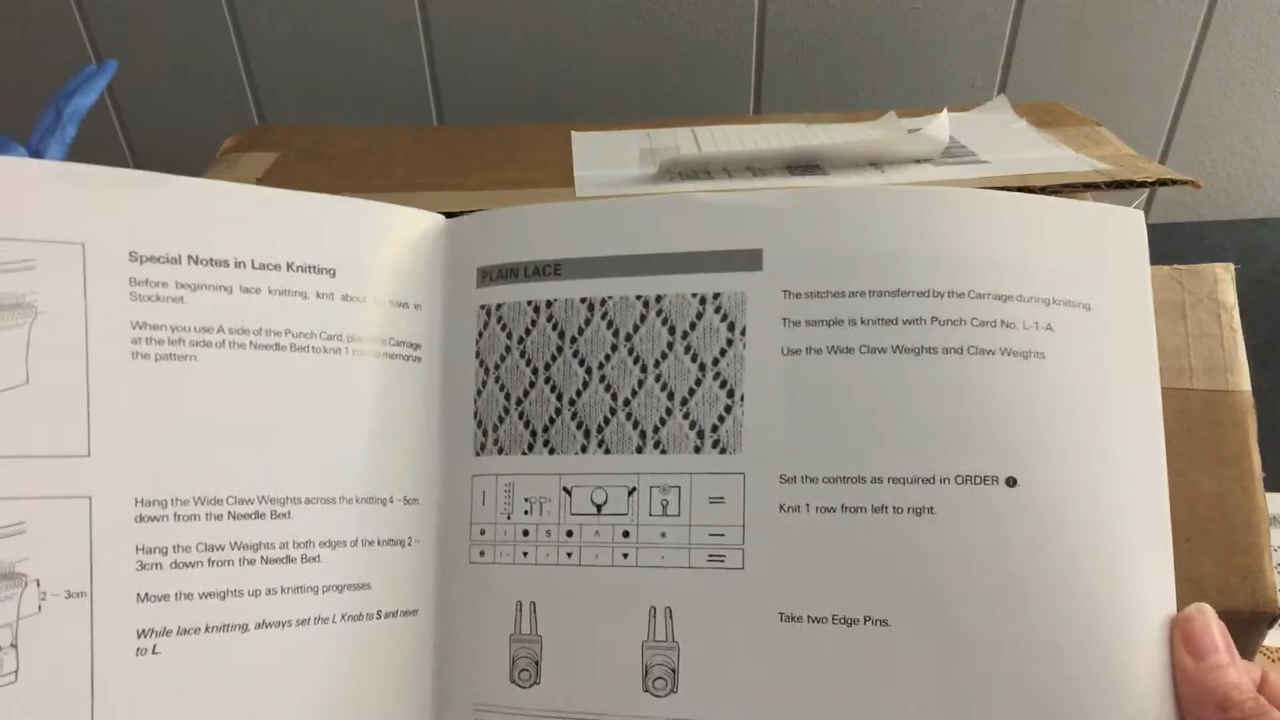 Special Notes in Lace Knitting
Before beginning lace knitting, knit about rows in
Stockinet.
When you use A side of the Punch Card, Carriage
at the left side of the Needle Bed to knit 1 memorize
the pattern.
Hang the Wide Claw Weights across the knitting 4 – 5cm
down from the Needle Bed.
Hang the Claw Weights at both edges of the knitting 2 –
3cm. down from the Needle Bed.
2 – 3cm
Move the weights up as knitting progresses.
While lace knitting, always set the L Knob to S and never
to L.
PLAIN LACE
The stitches are transferred by the Carriage during knitting.
The sample is knitted with Punch Card No. L-1-A.
Use the Wide Claw Weights and Claw Weights
Set the controls as required in ORDER ❶.
Knit 1 row from left to right.
S
Take two Edge Pins.